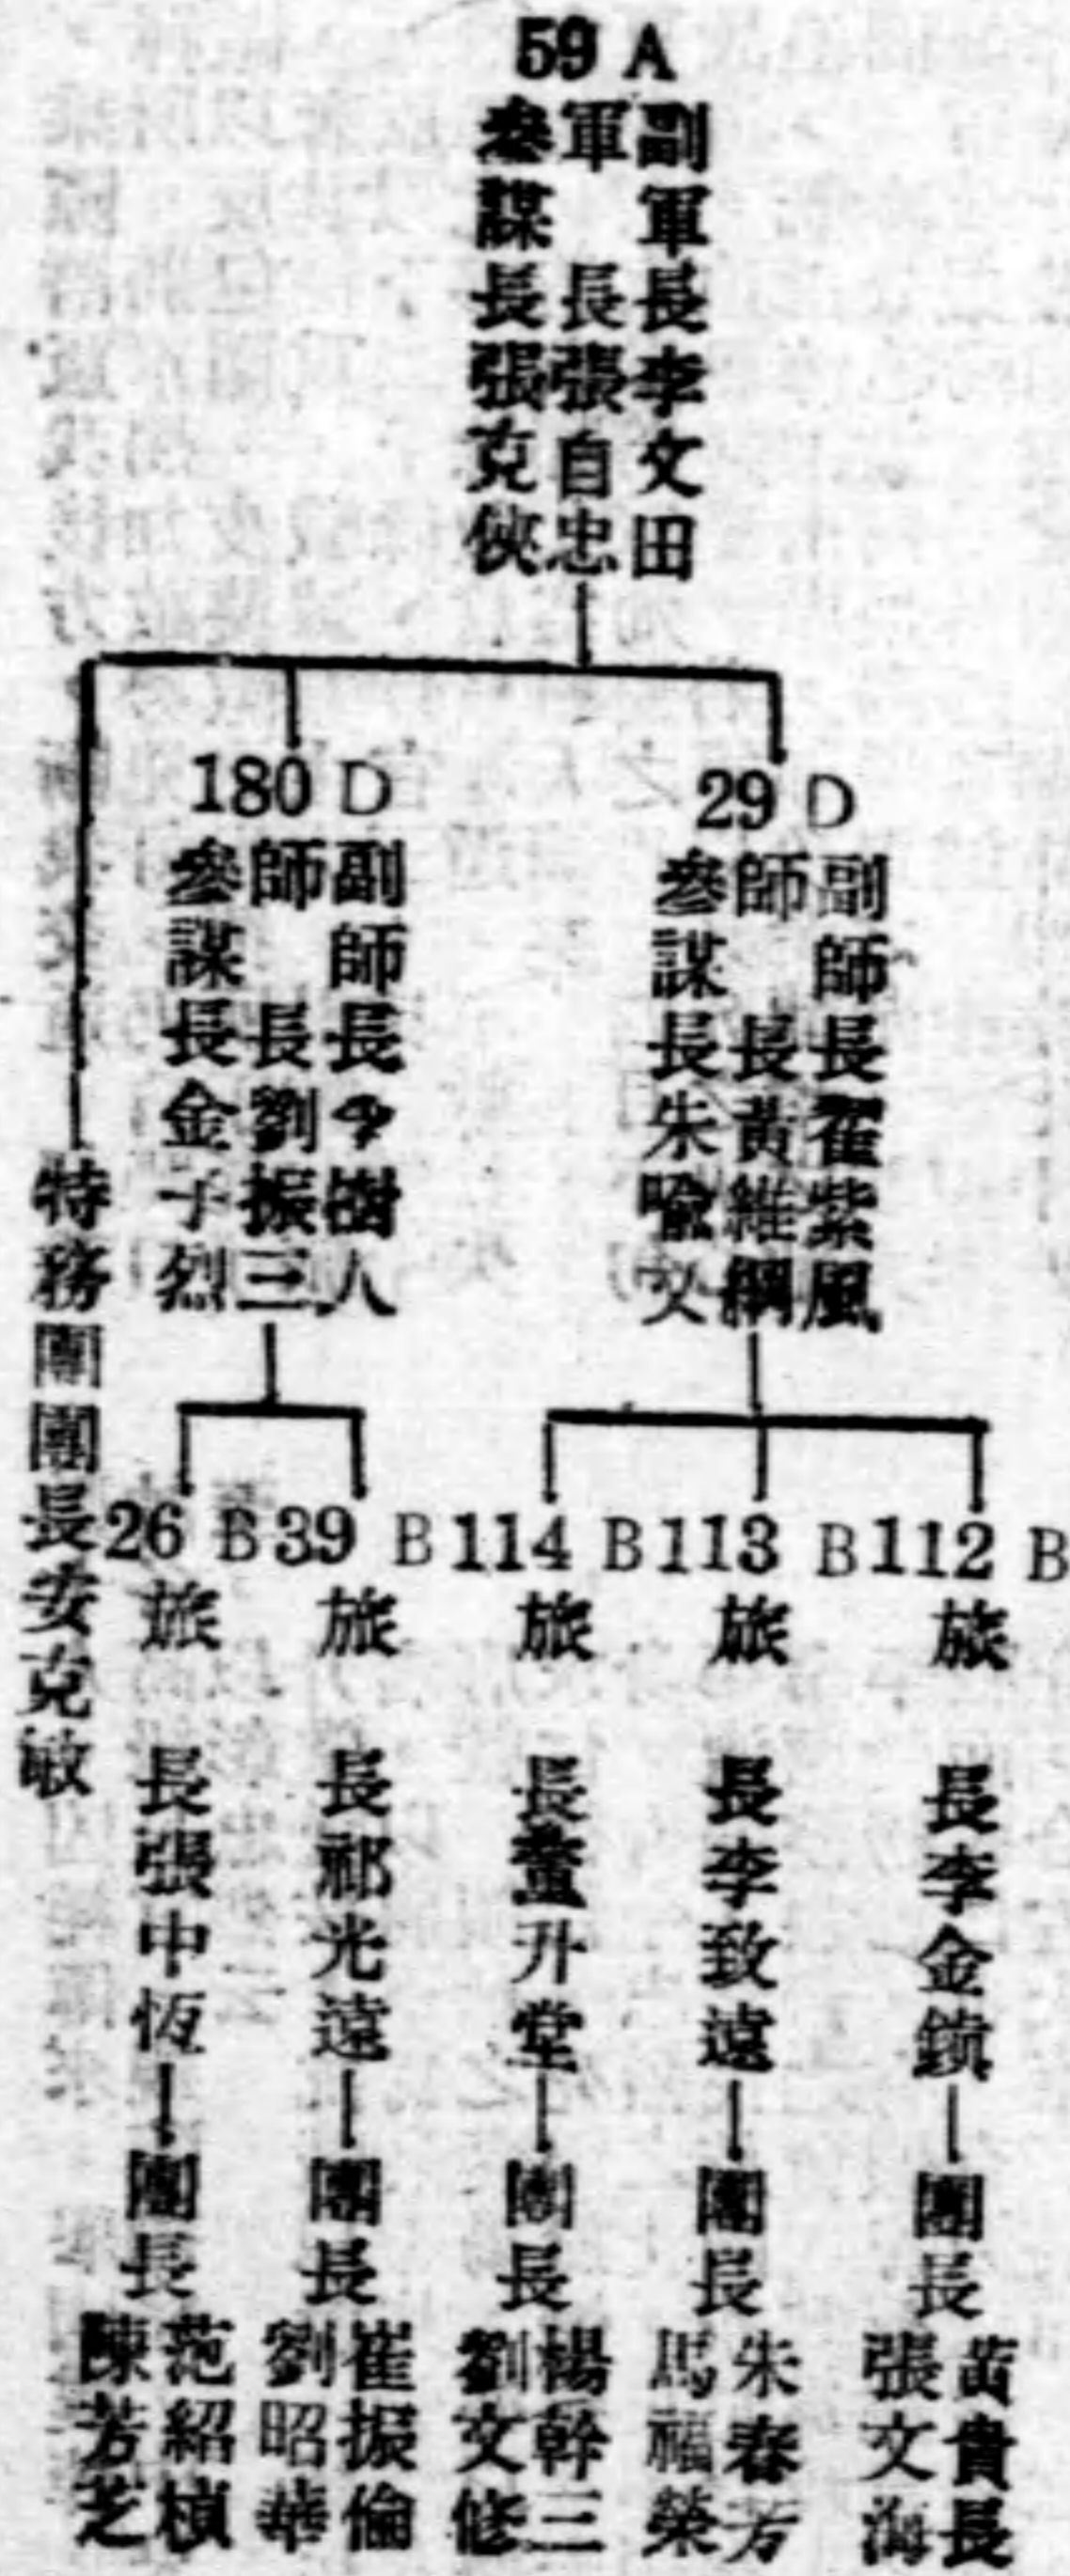 59 A
副軍長李文田
軍長張自忠
參謀長張克俠
29 D
副師長翟紫風
師長黃維綱
參謀長朱喻文
180 D
副師長李樹人
師長劉振三
參謀長金子烈
特務團團長安克敏
112 B
旅長李金鎮
團長
黃貴長
張文海
113 B
旅長李致遠
團長
朱春芳
馬福榮
114 B
旅長董升堂
團長
楊幹三
劉文修
39 B
旅長祁光遠
團長
崔振倫
劉昭華
26 B
旅長張中恆
團長
范紹楨
陳芳芝